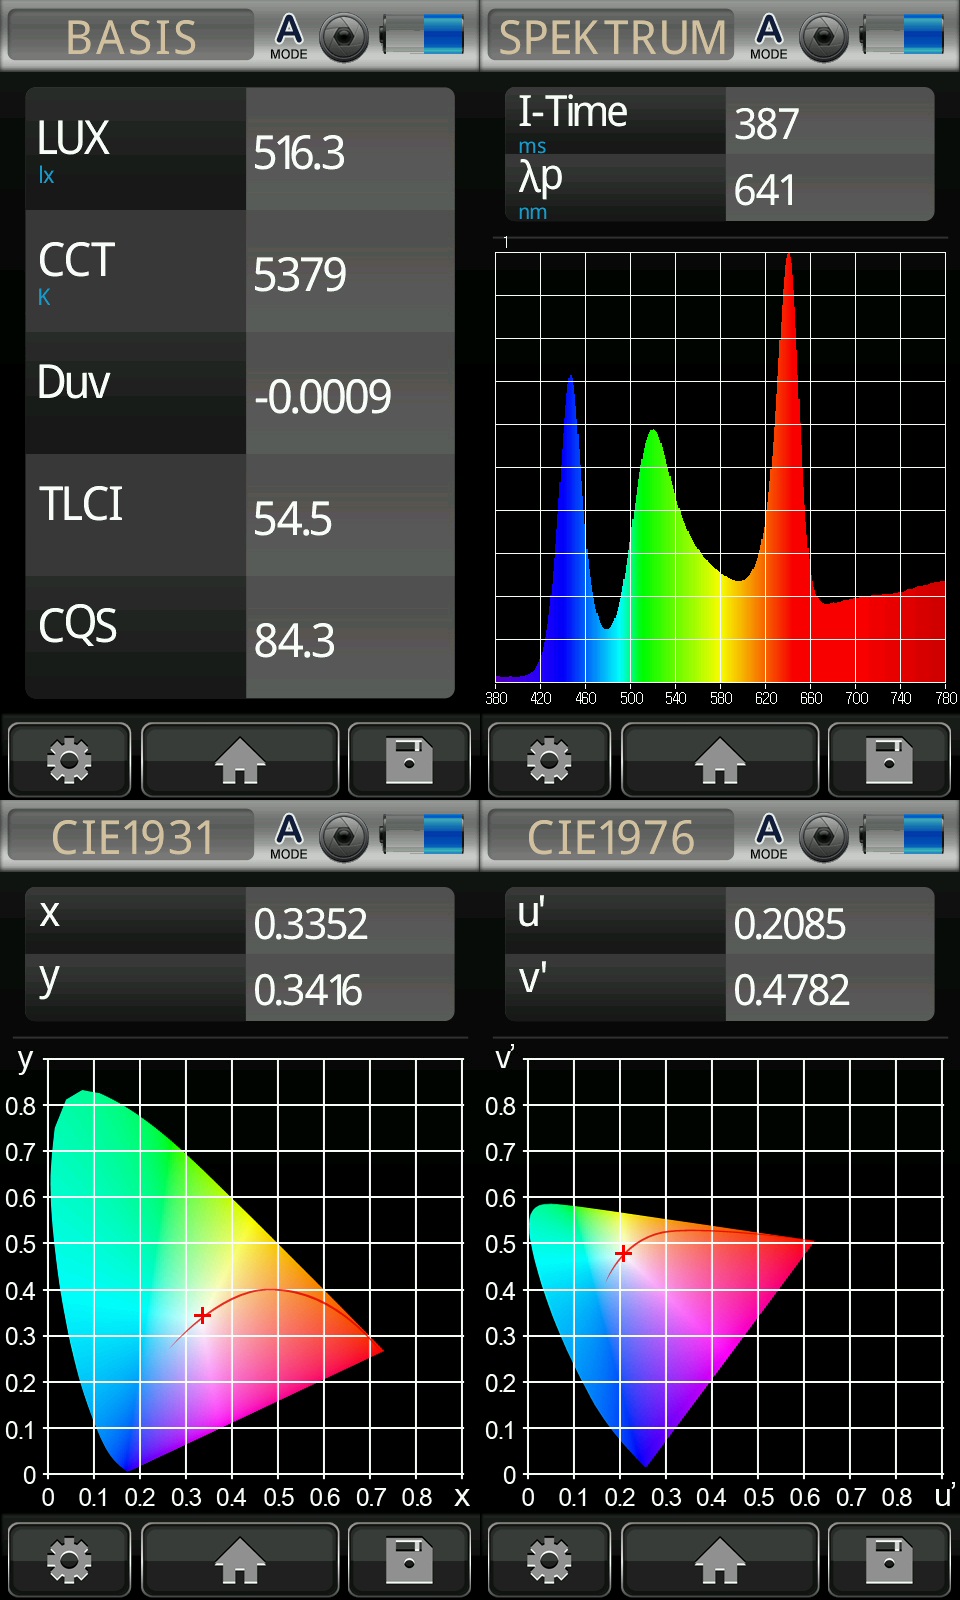 BASIS
A
MODE
LUX
lx
516.3
CCT
K
5379
Duv
-0.0009
TLCI
54.5
CQS
84.3
SPEKTRUM
A
MODE
I-Time
ms
387
λp
nm
641
1
380 420 460 500 540 580 620 660 700 740 780
CIE1931
A
MODE
x
0.3352
y
0.3416
y
0.8
0.7
0.6
0.5
0.4
0.3
0.2
0.1
0
0 0.1 0.2 0.3 0.4 0.5 0.6 0.7 0.8 x
CIE1976
A
MODE
u'
0.2085
v'
0.4782
v'
0.8
0.7
0.6
0.5
0.4
0.3
0.2
0.1
0
0 0.1 0.2 0.3 0.4 0.5 0.6 0.7 0.8 u'